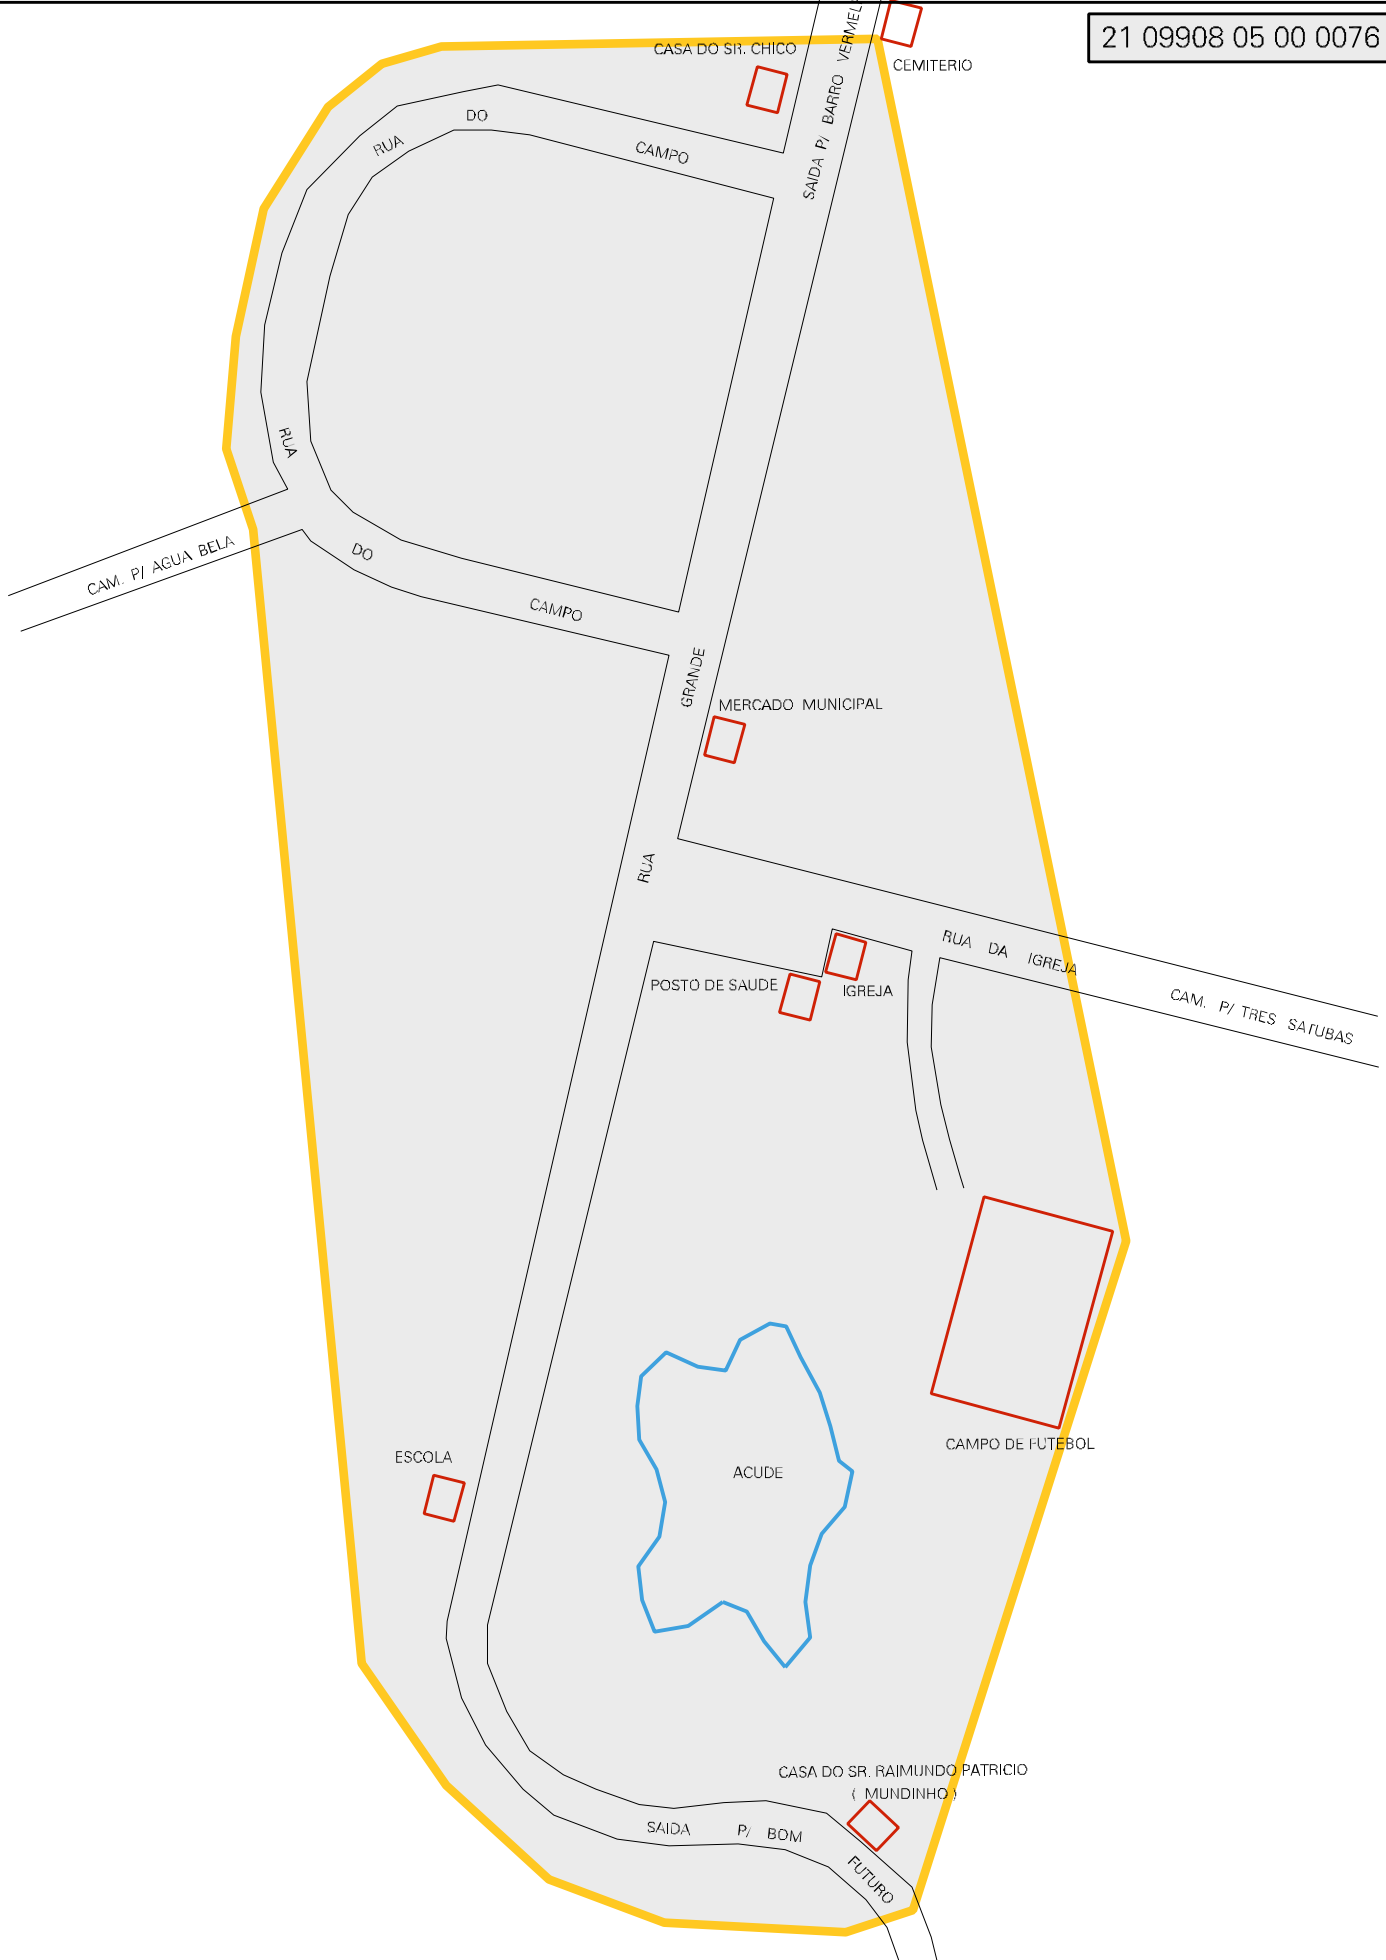 21 09908 05 00 0076
CASA DO SR. CHICO
CEMITERIO
SAIDA P/ BARRO
RUA DO CAMPO
RUA DO CAMPO
CAM. P/ AGUA BELA
RUA GRANDE
MERCADO MUNICIPAL
RUA DA IGREJA
CAM. P/ TRES SATUBAS
POSTO DE SAUDE
IGREJA
CAMPO DE FUTEBOL
ESCOLA
ACUDE
CASA DO SR. RAIMUNDO PATRICIO
( MUNDINHO )
SAIDA P/ BOM FUTURO